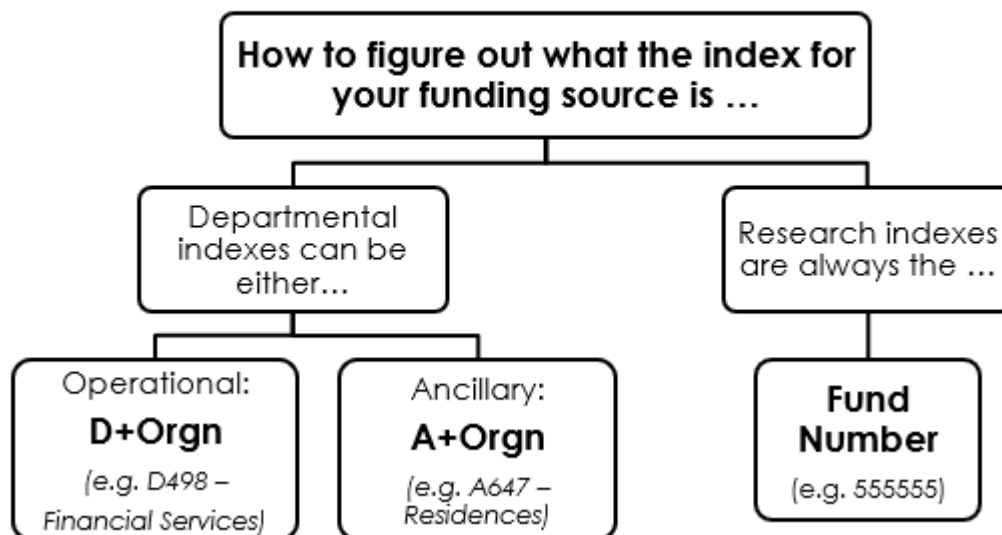 How to figure out what the index for
your funding source is …
Departmental
indexes can be
either…
Research indexes
are always the …
Operational:
D+Orgn
(e.g. D498 –
Financial Services)
Ancillary:
A+Orgn
(e.g. A647 –
Residences)
Fund
Number
(e.g. 555555)